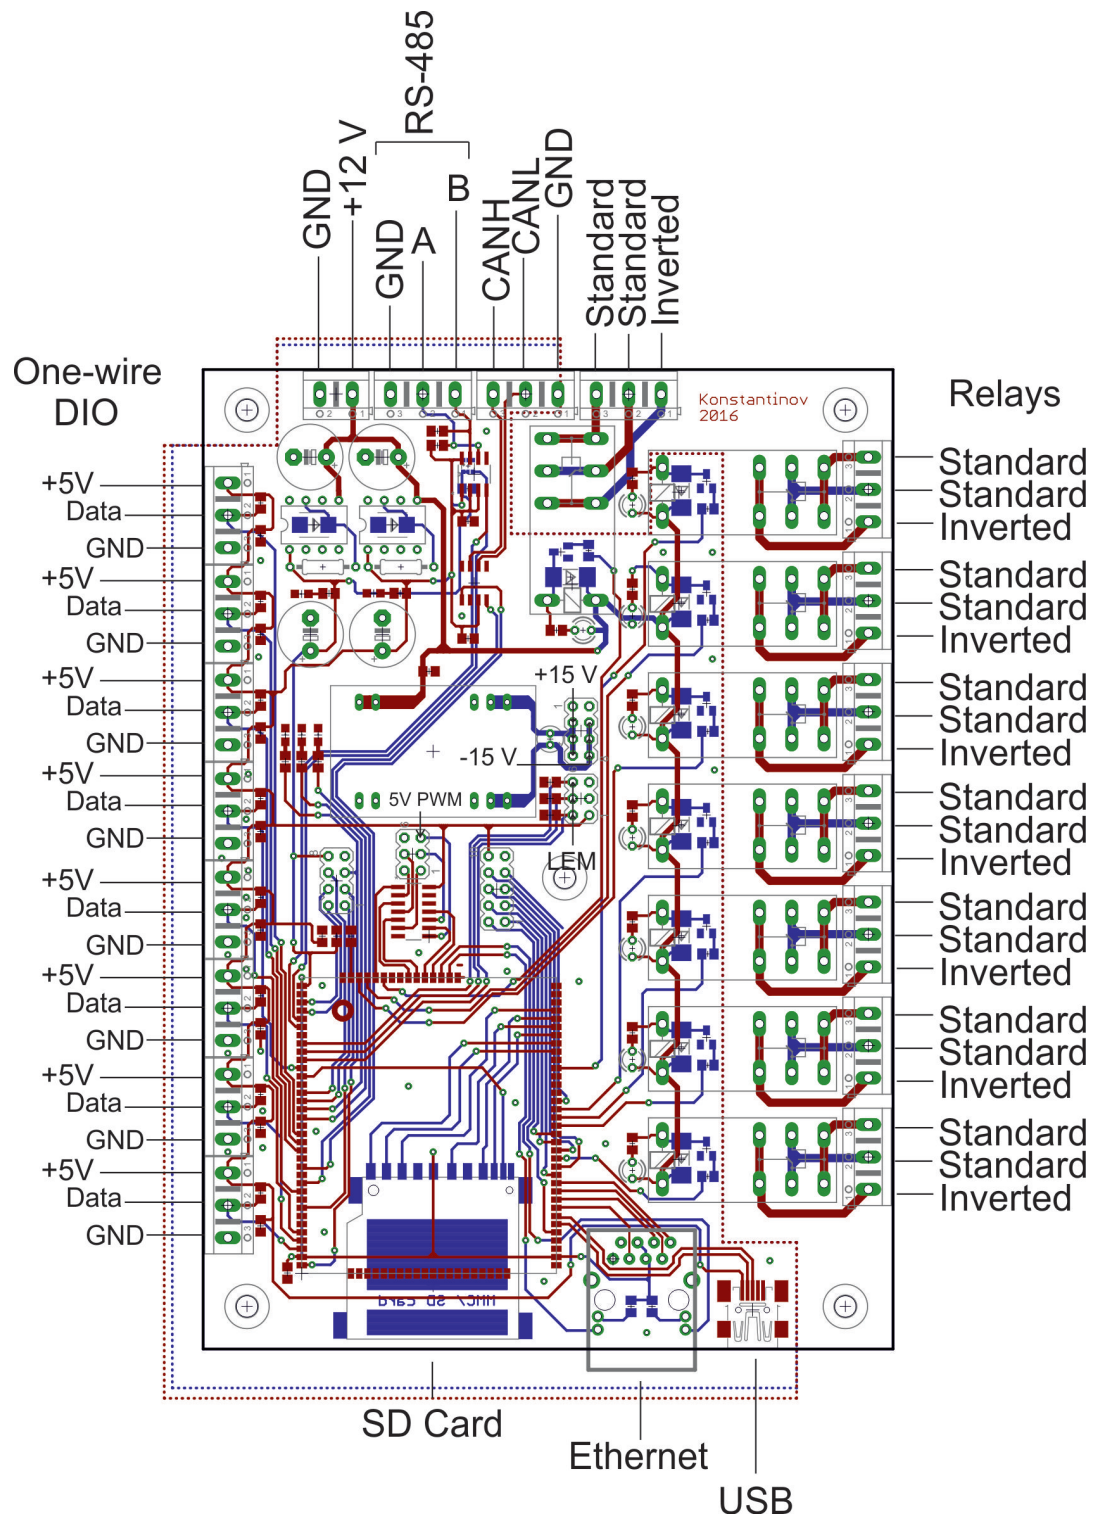 RS-485
GND
+12 V
GND
A
B
CANH
CANL
GND
Standard
Standard
Inverted
One-wire
DIO
Relays
Konstantinov
2016
+5V
Data
GND
+5V
Data
GND
+5V
Data
GND
+5V
Data
GND
+5V
Data
GND
+5V
Data
GND
+5V
Data
GND
+5V
Data
GND
Standard
Standard
Inverted
Standard
Standard
Inverted
Standard
Standard
Inverted
Standard
Standard
Inverted
Standard
Standard
Inverted
Standard
Standard
Inverted
Standard
Standard
Inverted
+15 V
-15 V
5V PWM
LEM
MMC/ SD card
SD Card
Ethernet
USB